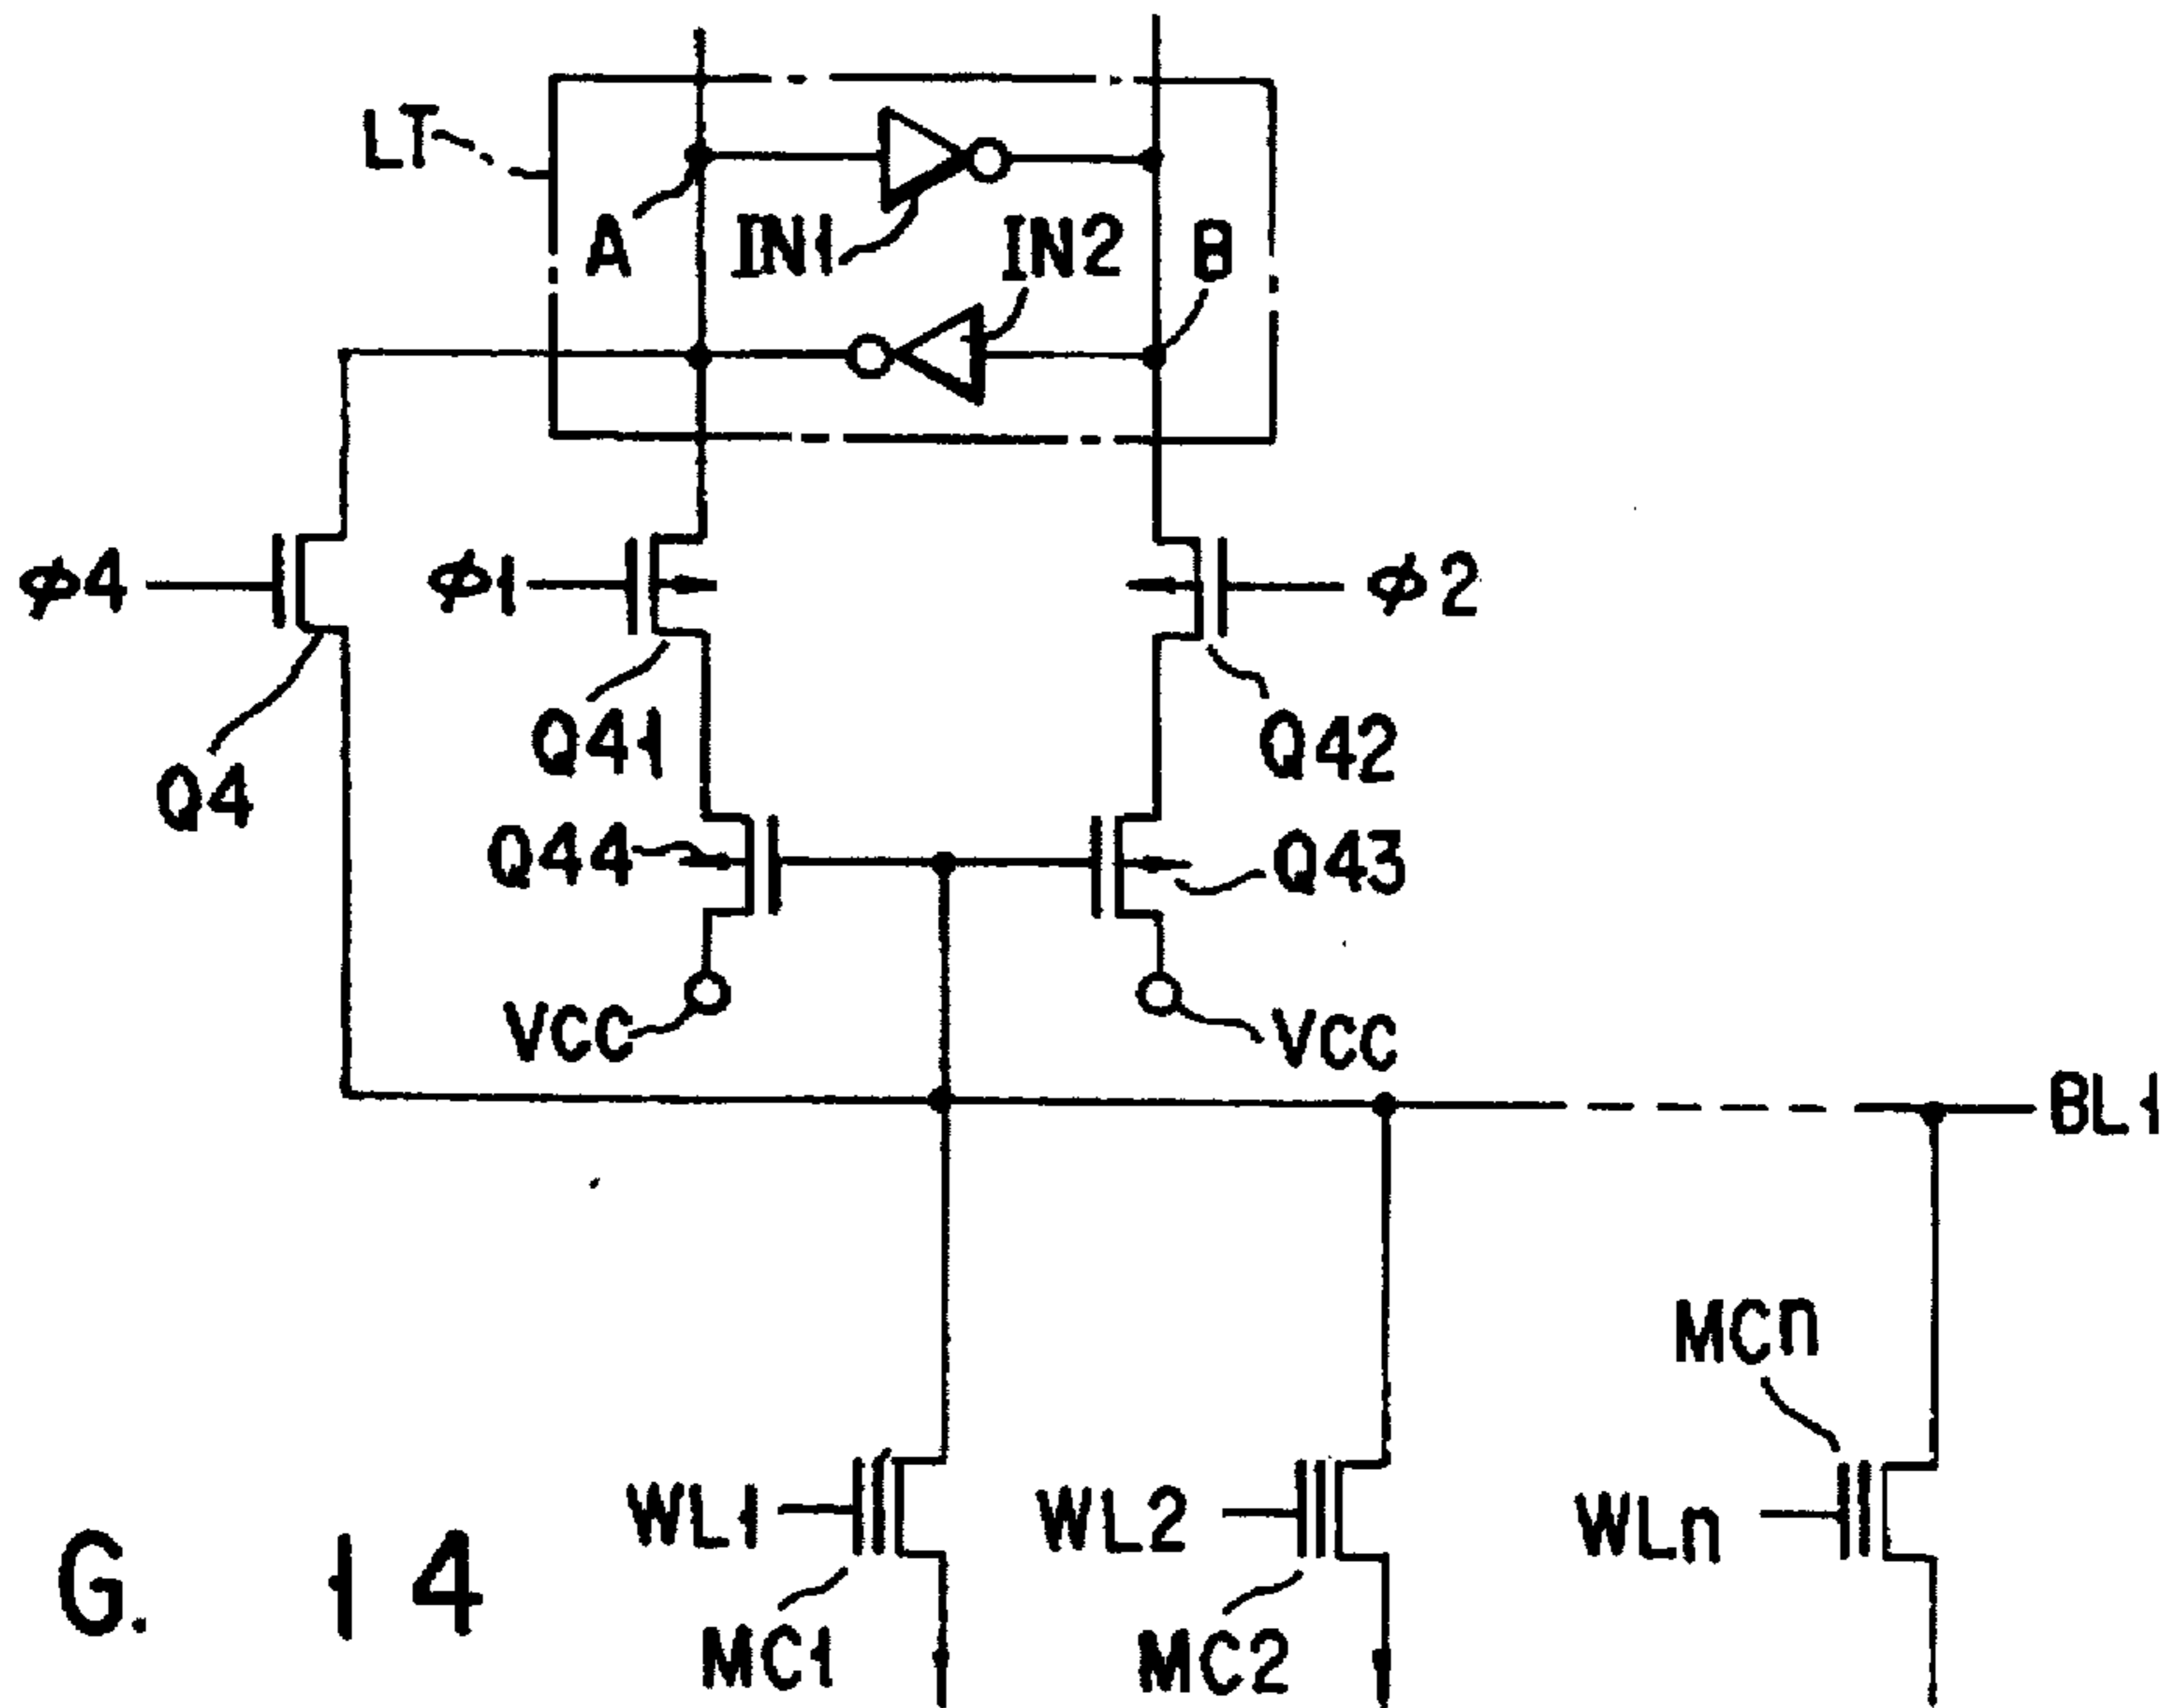 LT
A IN1 IN2 B
φ4 φ1 φ2
Q41 Q42
Q4
Q44 Q43
VCC VCC
BL1
MCn
WL1 WL2 WLn
G. 14
MC1 MC2